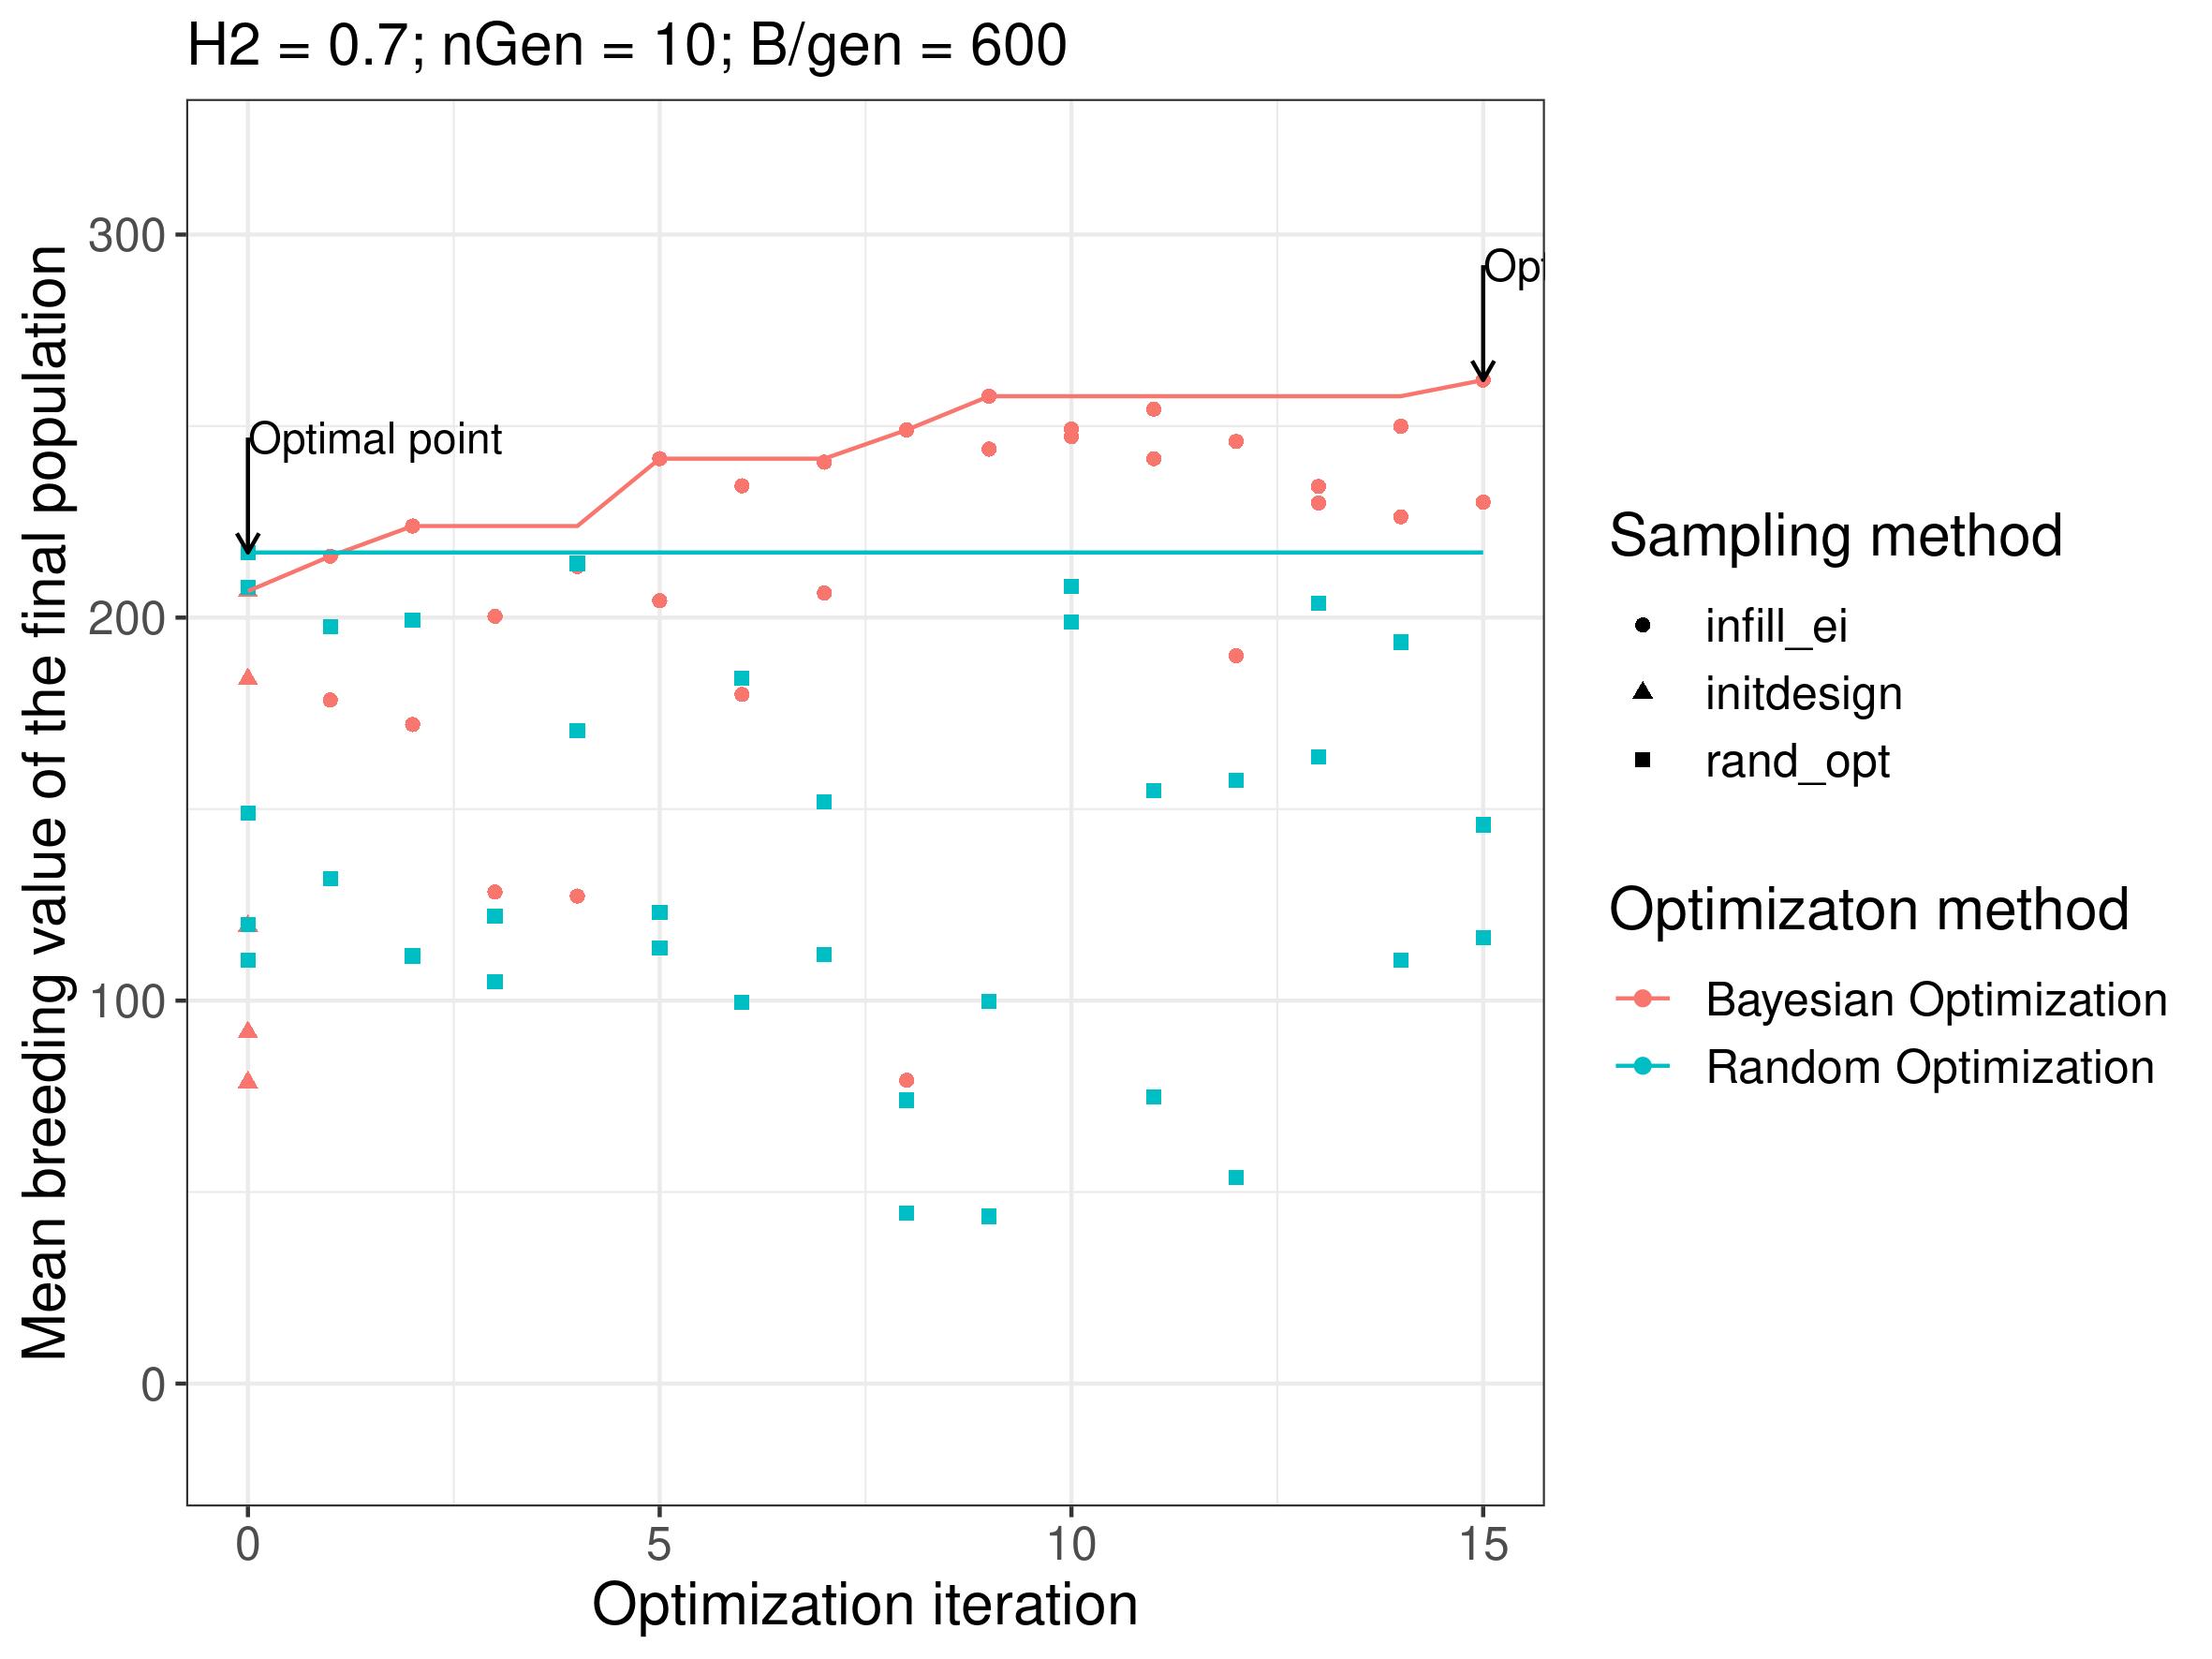 H2 = 0.7; nGen = 10; B/gen = 600
Mean breeding value of the final population
300
200
100
0
Optimal point
0
5
10
15
Optimization iteration
Sampling method
infill_ei
initdesign
rand_opt
Optimizaton method
Bayesian Optimization
Random Optimization